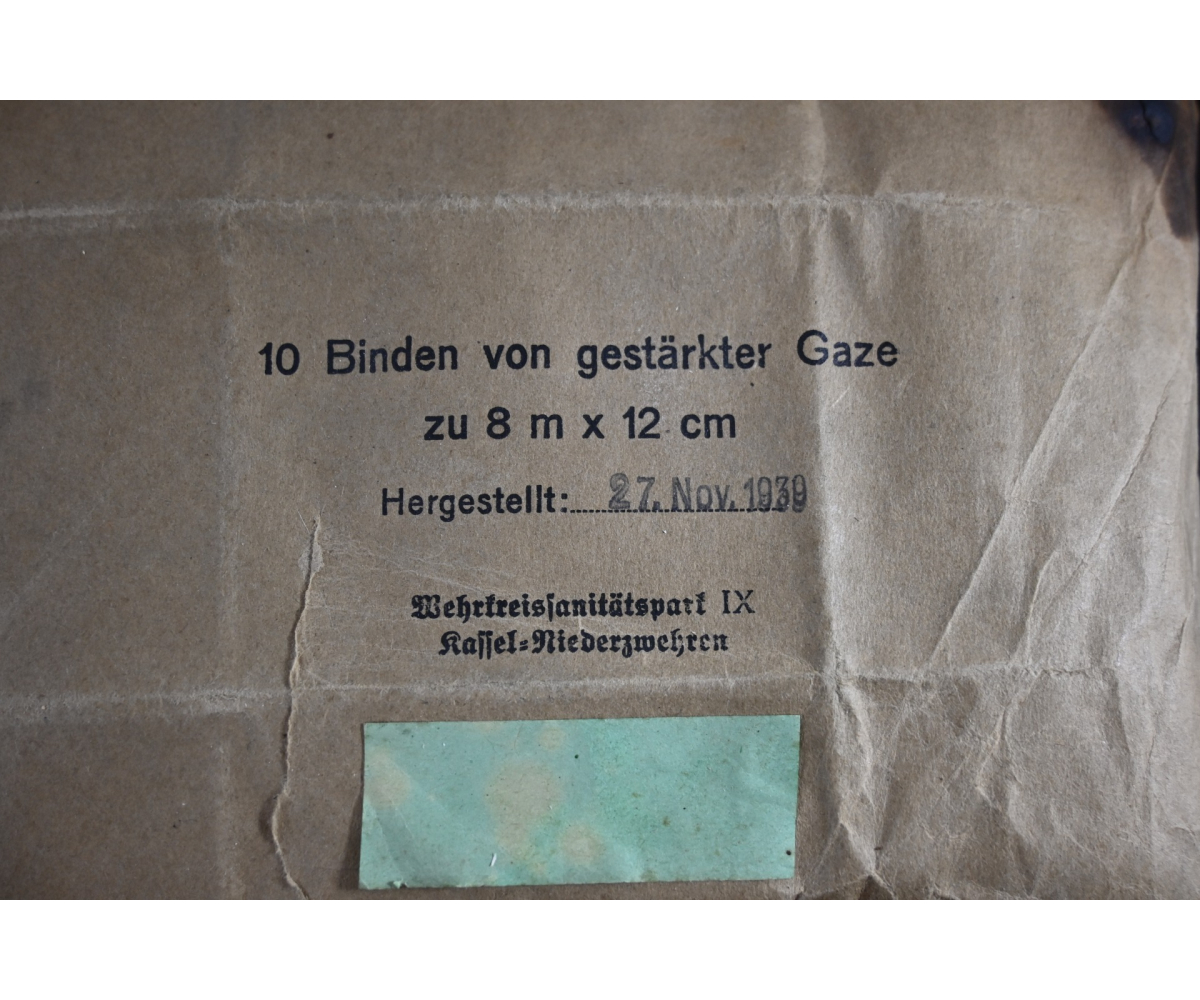 10 Binden von gestärkter Gaze
zu 8 m x 12 cm
Hergestellt: 27. Nov. 1939
Wehrkreissanitätspark IX
Kassel-Niederzwehren